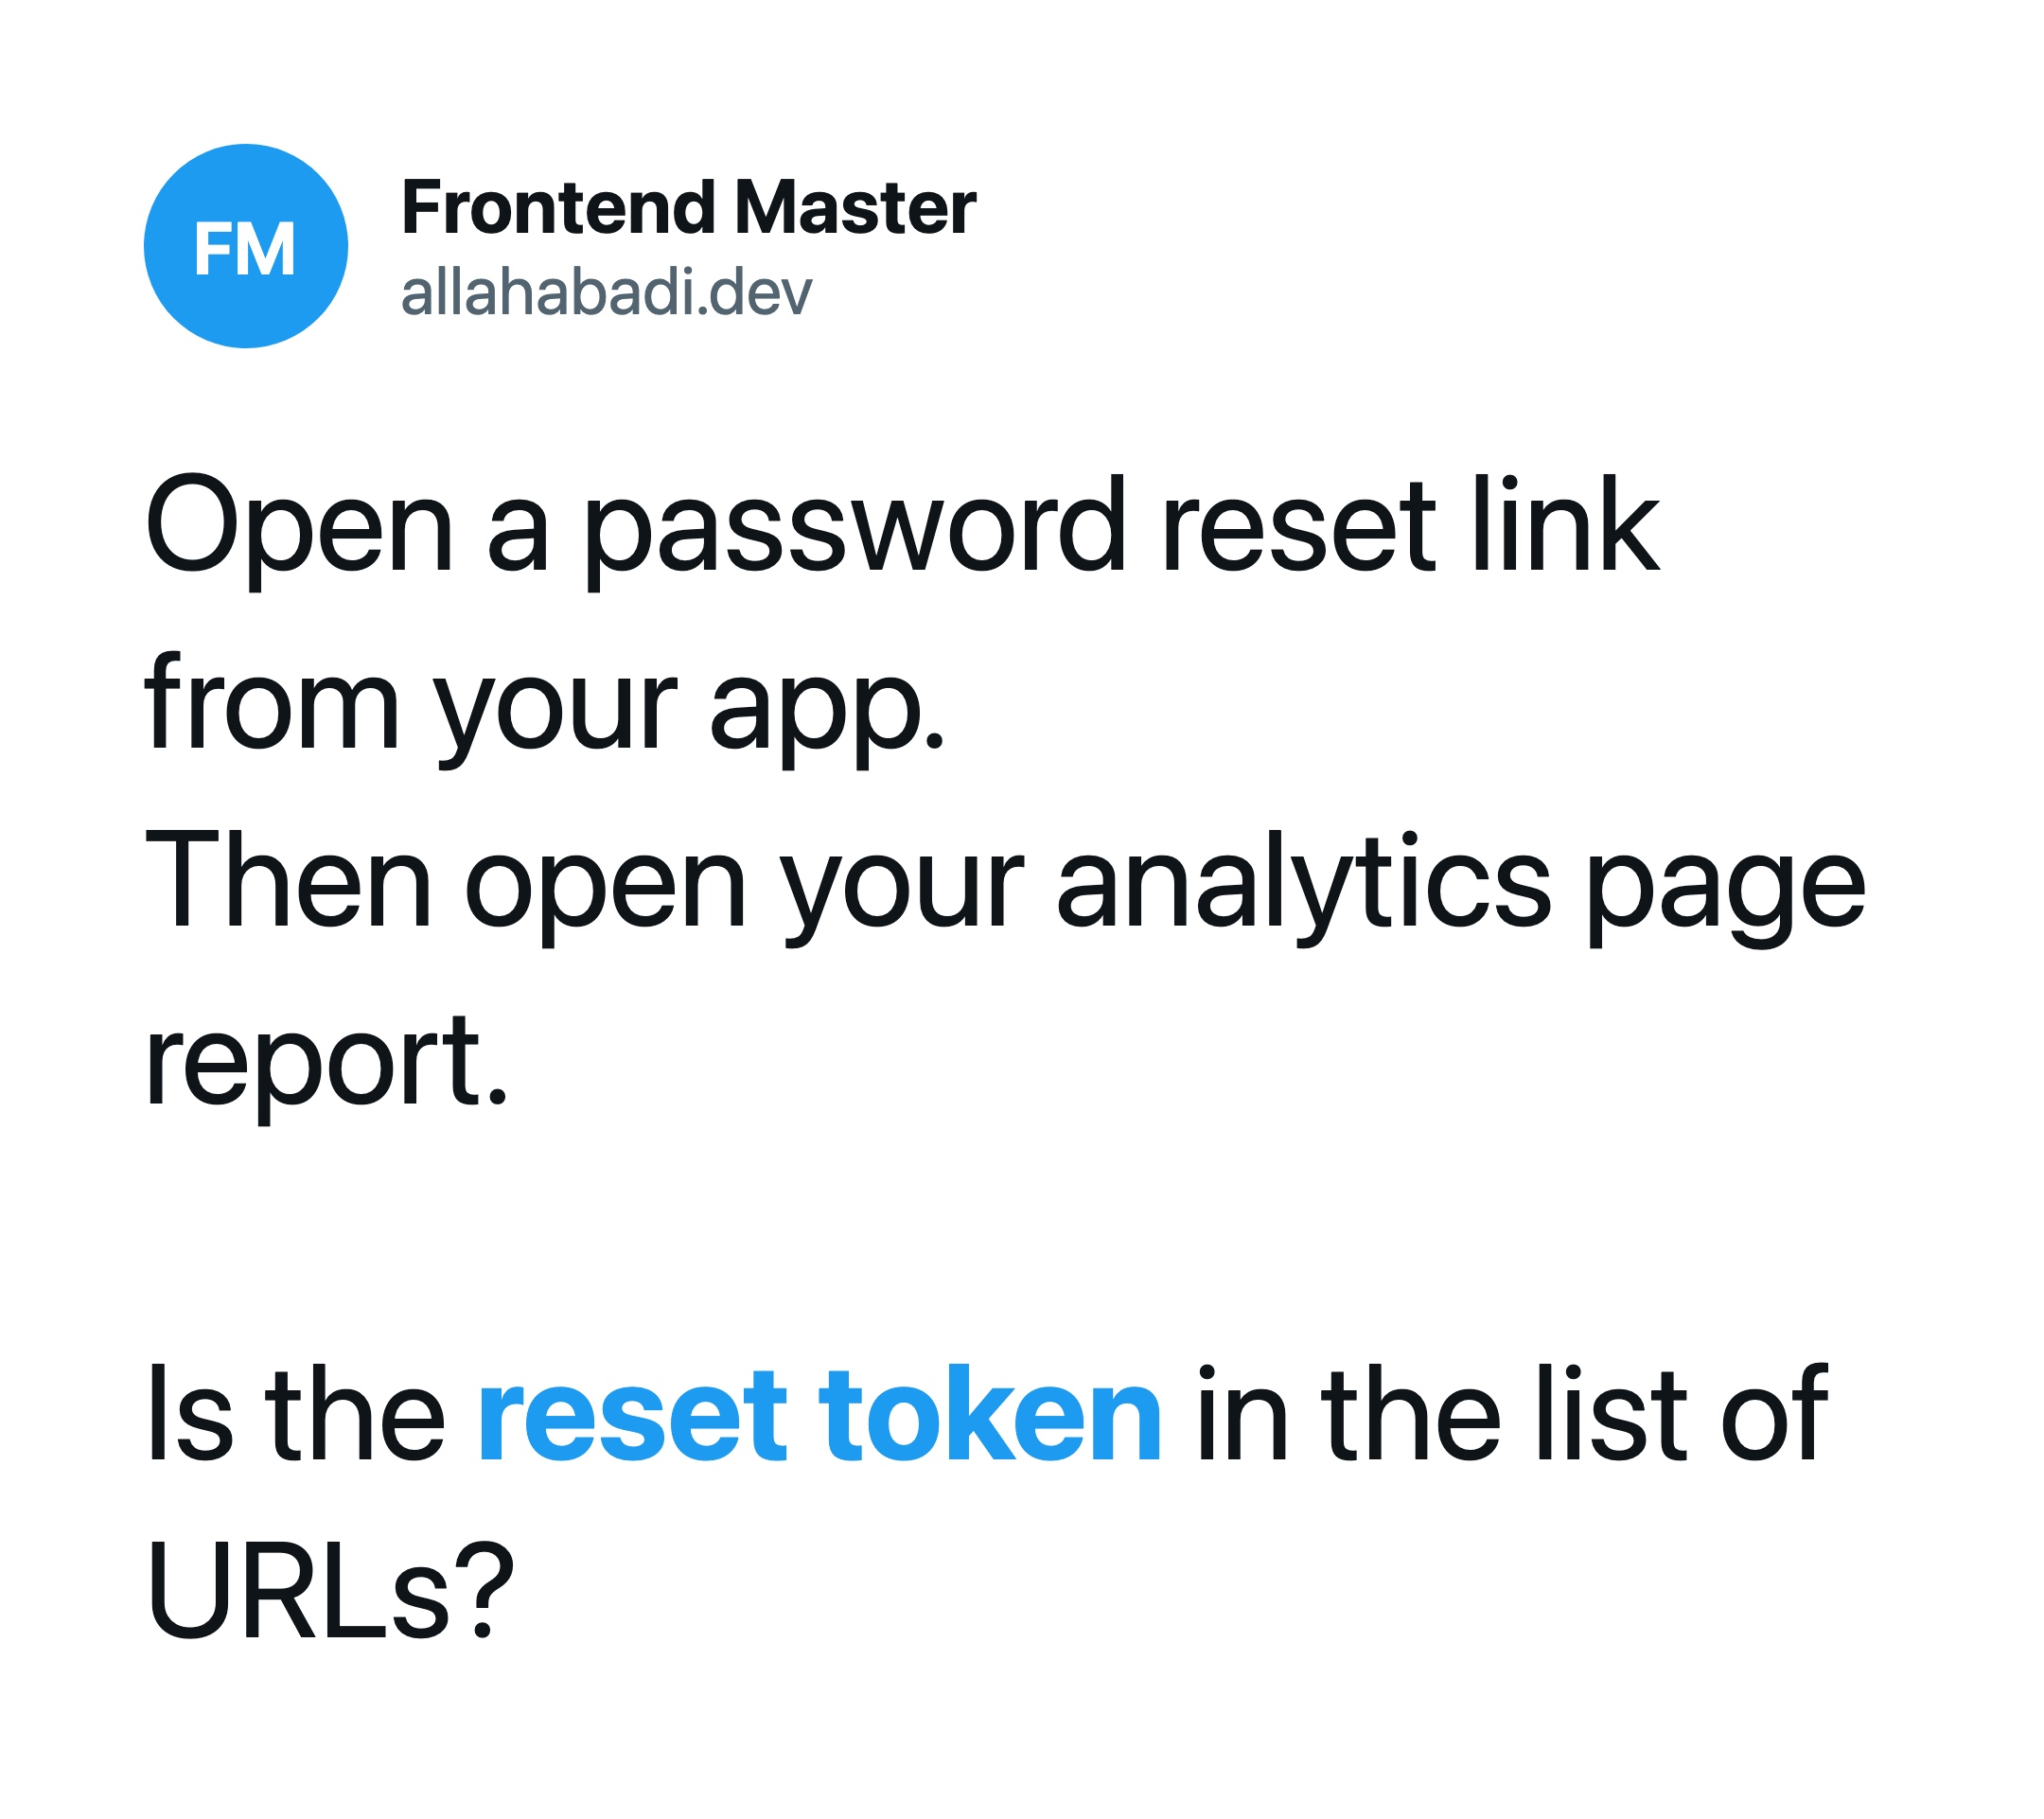 FM
Frontend Master
allahabadi.dev
Open a password reset link
from your app.
Then open your analytics page
report.
Is the reset token in the list of
URLs?